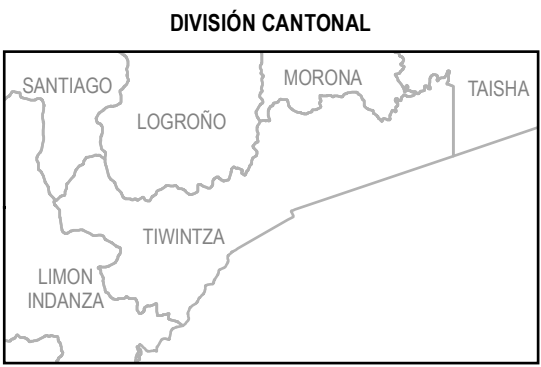 DIVISIÓN CANTONAL
SANTIAGO
MORONA
TAISHA
LOGROÑO
TIWINTZA
LIMON
INDANZA